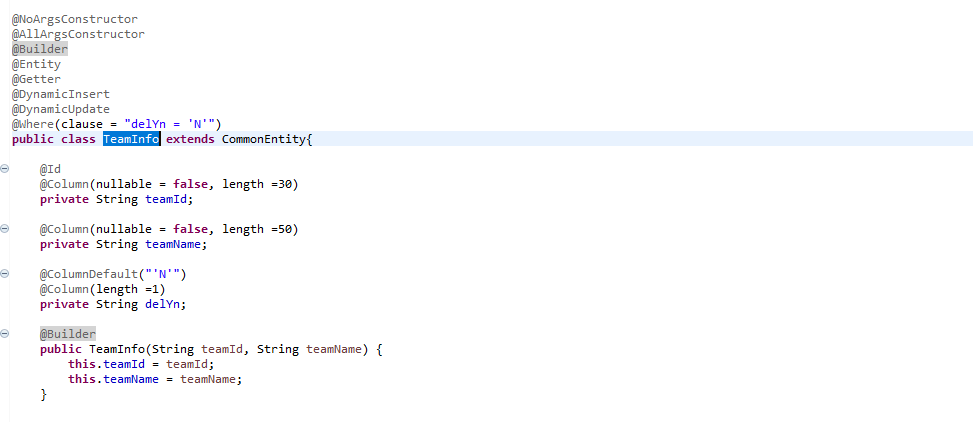 @NoArgsConstructor
@AllArgsConstructor
@Builder
@Entity
@Getter
@DynamicInsert
@DynamicUpdate
@Where(clause = "delYn = 'N'")
public class TeamInfo extends CommonEntity{
@Id
@Column(nullable = false, length =30)
private String teamId;
@Column(nullable = false, length =50)
private String teamName;
@ColumnDefault("'N'")
@Column(length =1)
private String delYn;
@Builder
public TeamInfo(String teamId, String teamName) {
this.teamId = teamId;
this.teamName = teamName;
}